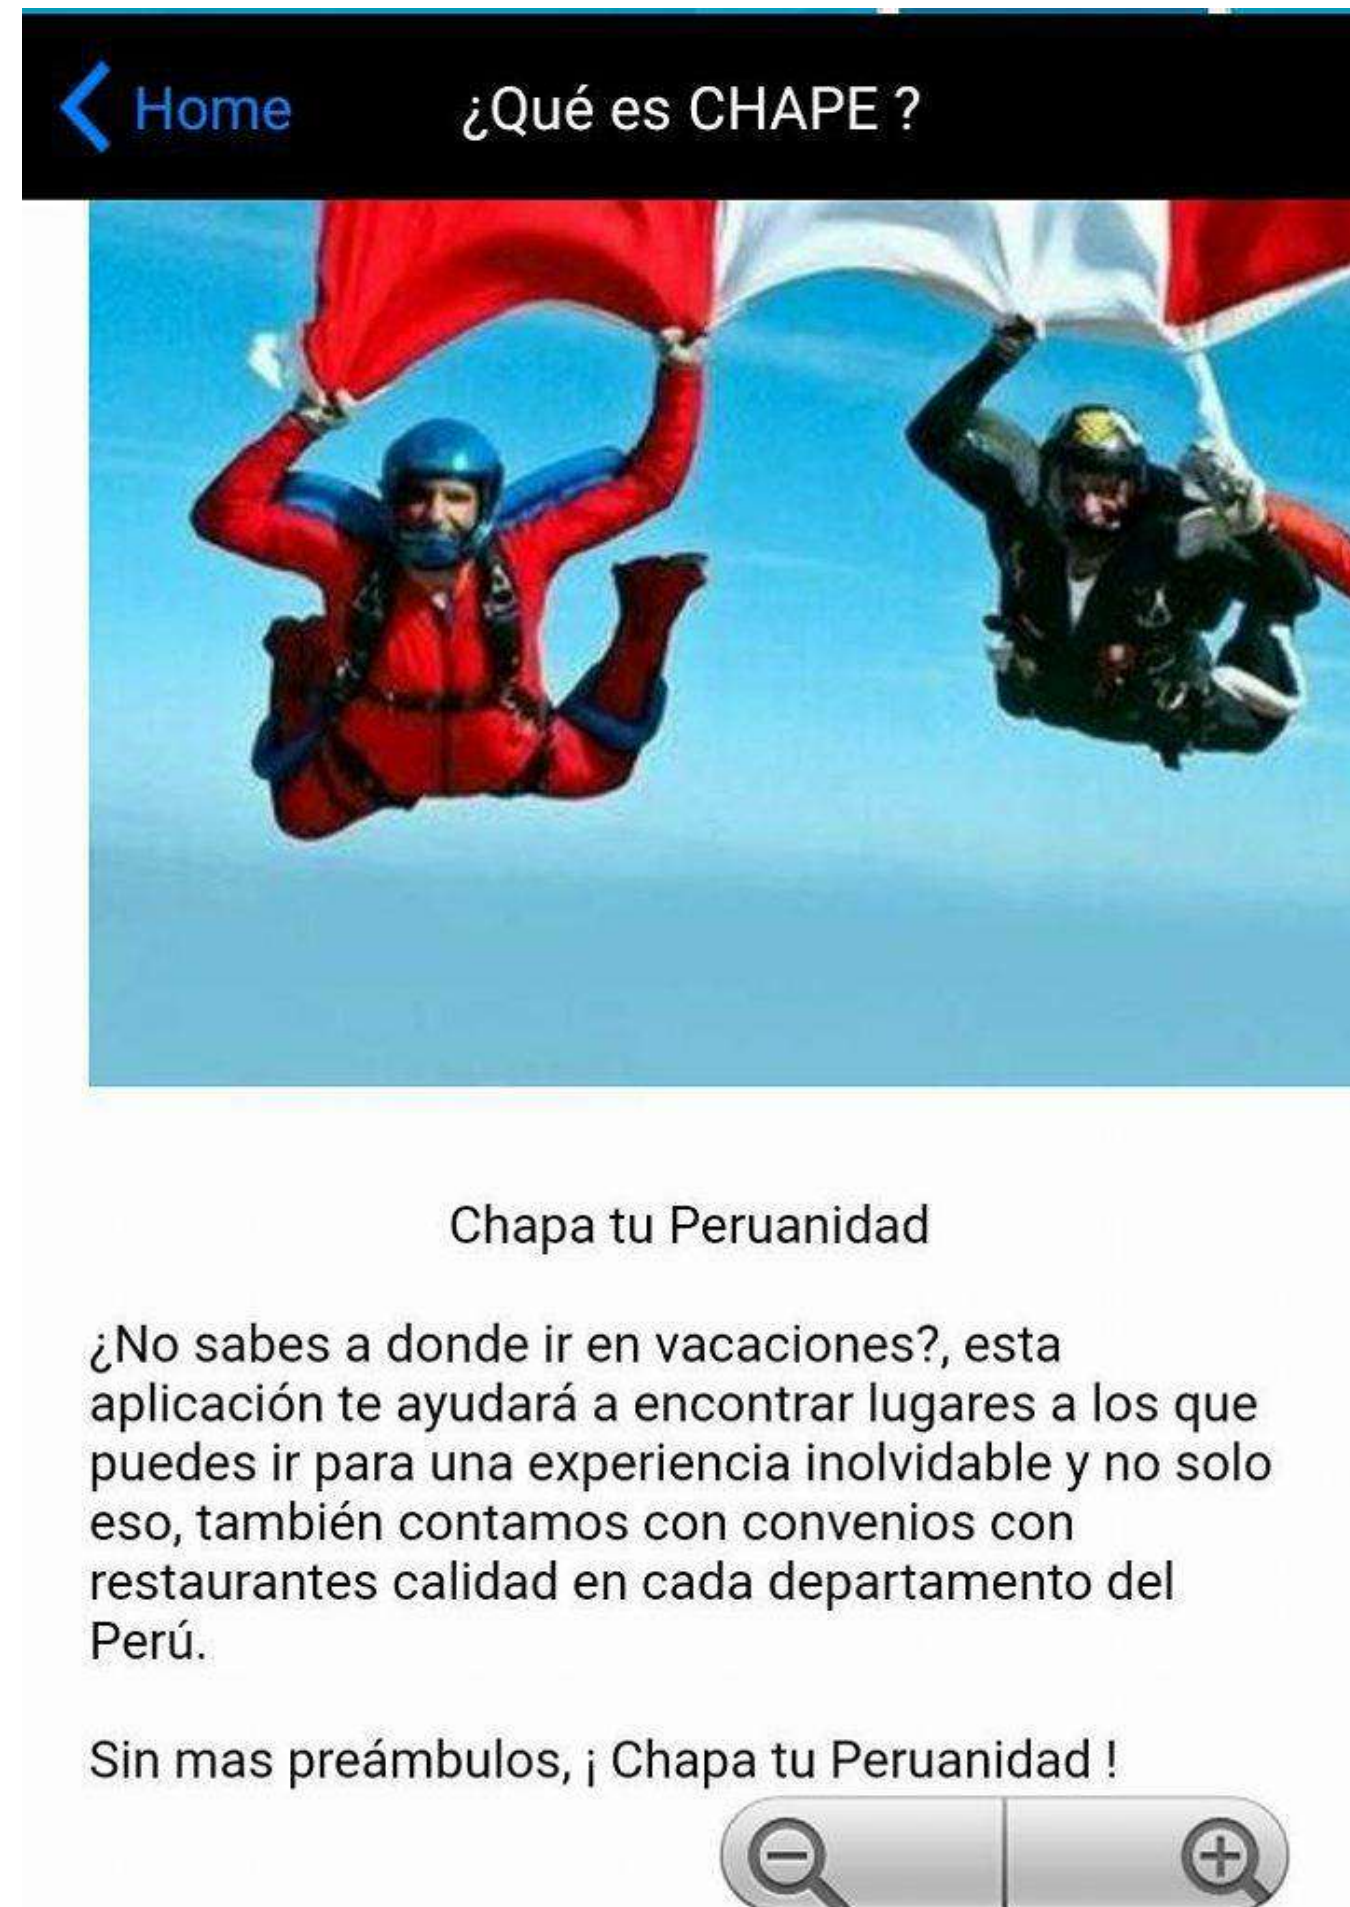 Home
¿Qué es CHAPE ?
Chapa tu Peruanidad
¿No sabes a donde ir en vacaciones?, esta
aplicación te ayudará a encontrar lugares a los que
puedes ir para una experiencia inolvidable y no solo
eso, también contamos con convenios con
restaurantes calidad en cada departamento del
Perú.
Sin mas preámbulos, ¡ Chapa tu Peruanidad !